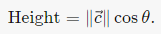 Height = ‖c⃗‖ cos θ.